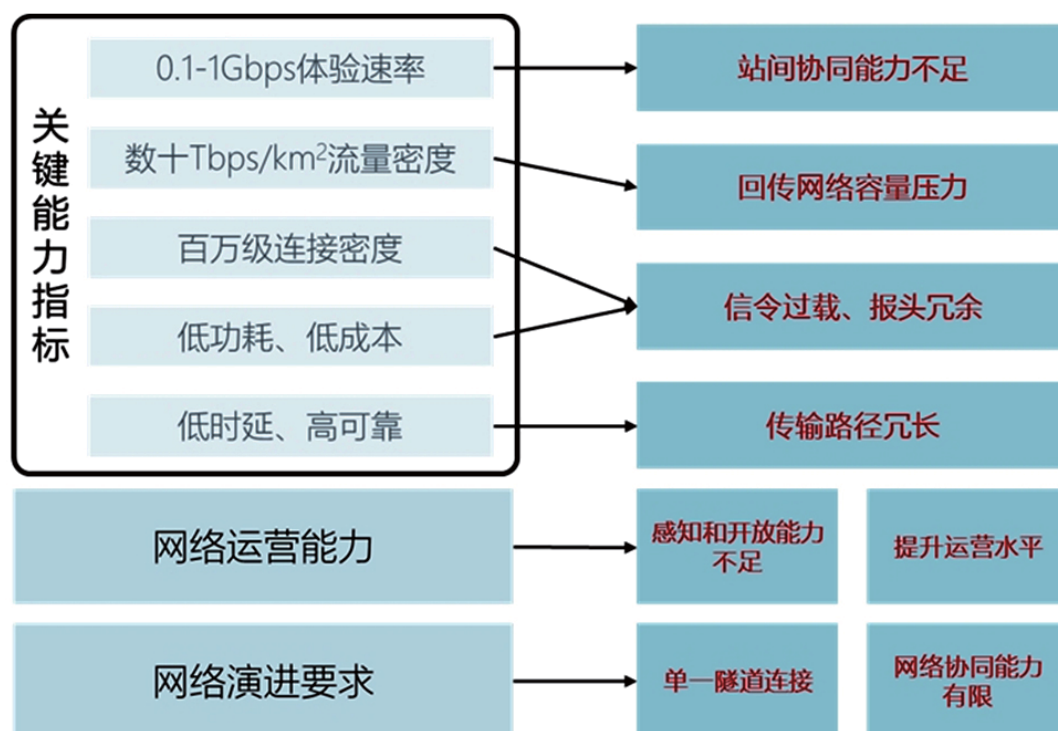 关键能力指标
0.1-1Gbps体验速率
站间协同能力不足
数十Tbps/km²流量密度
回传网络容量压力
百万级连接密度
信令过载、报头冗余
低功耗、低成本
低时延、高可靠
传输路径冗长
网络运营能力
感知和开放能力
不足
提升运营水平
网络演进要求
单一隧道连接
网络协同能力
有限